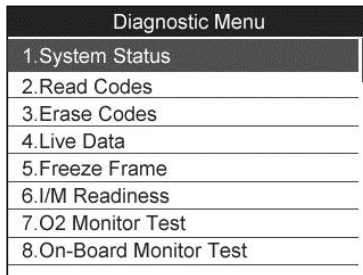 Diagnostic Menu
1.System Status
2.Read Codes
3.Erase Codes
4.Live Data
5.Freeze Frame
6.I/M Readiness
7.O2 Monitor Test
8.On-Board Monitor Test